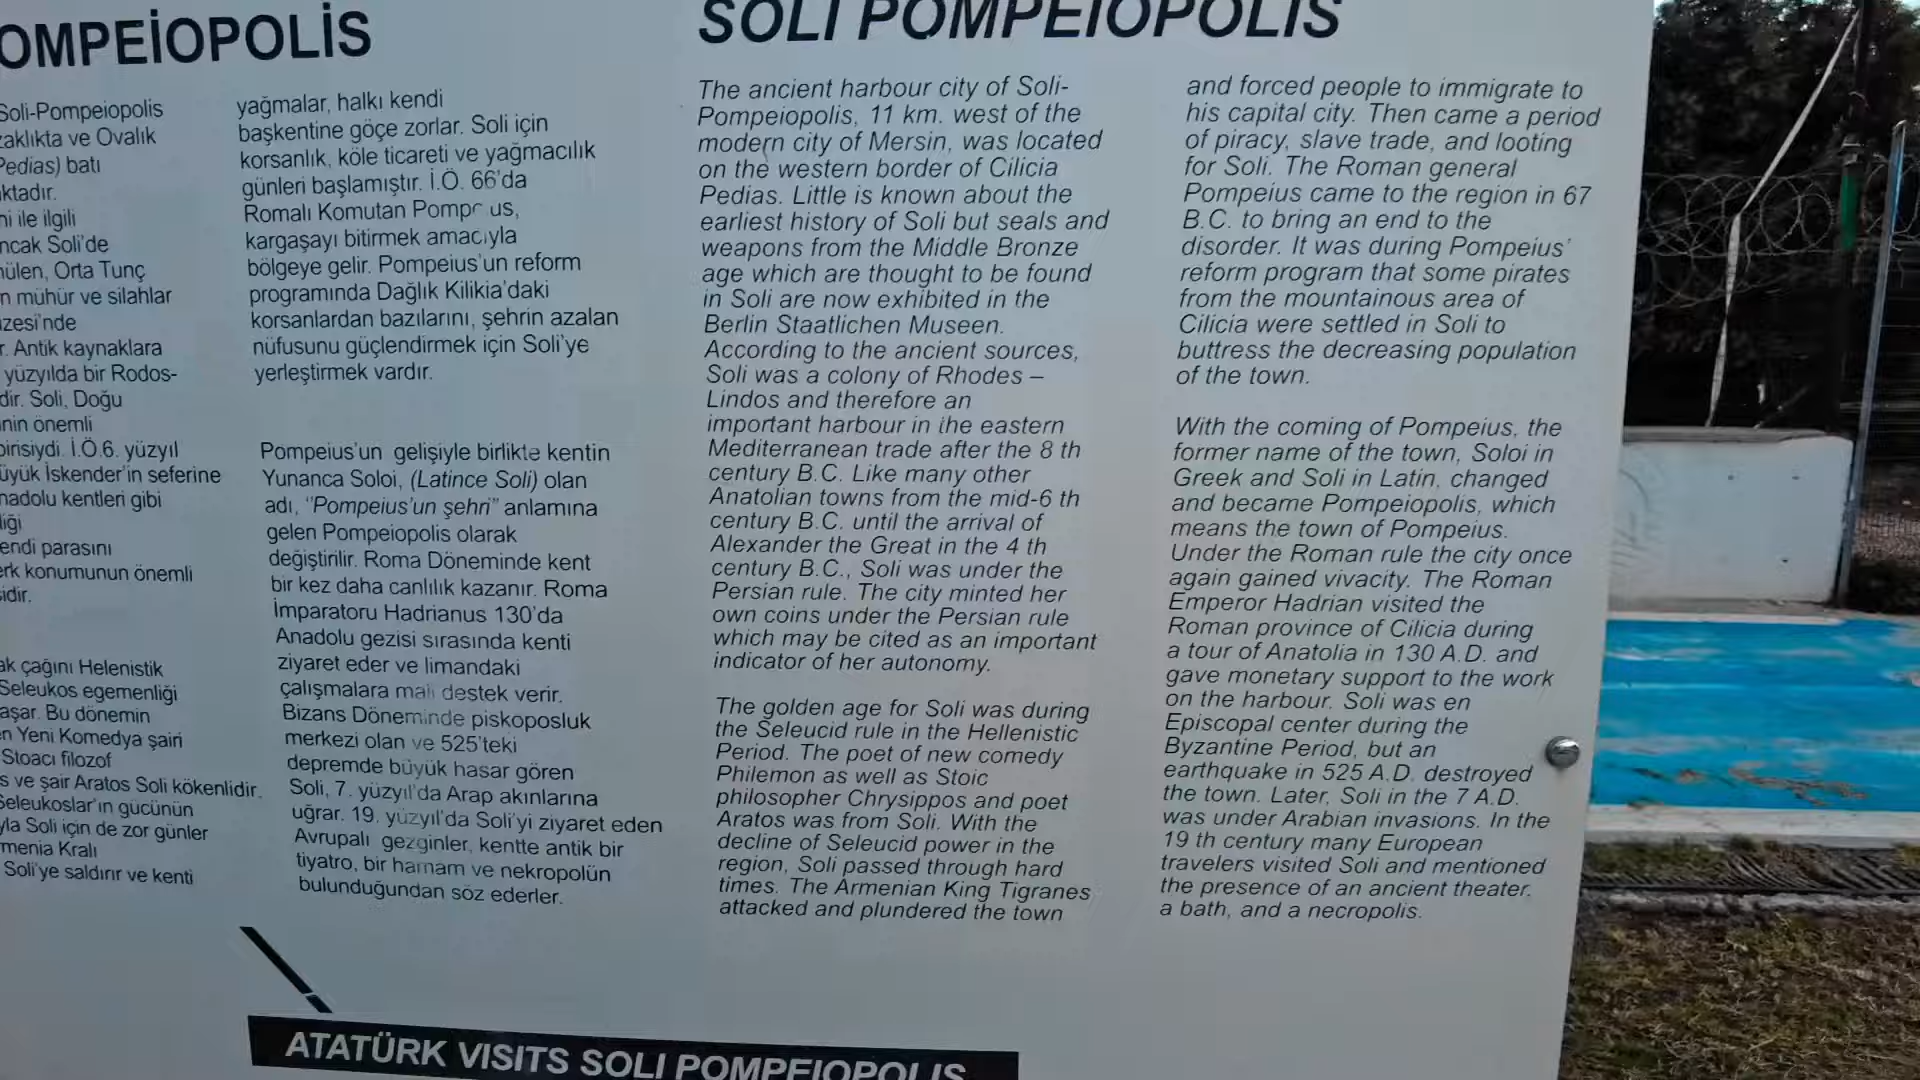 OMPEİOPOLİS
Soli-Pompeiopolis
zaklıkta ve Ovalık
Pedias) batı
ktadır.
ni ile ilgili
ncak Soli'de
nülen, Orta Tunç
n mühür ve silahlar
zesi'nde
r. Antik kaynaklara
yüzyılda bir Rodos-
dir. Soli, Doğu
nin önemli
birisiydi. İ.Ö.6. yüzyıl
üyük İskender'in seferine
nadolu kentleri gibi
liği
endi parasını
erk konumunun önemli
sidir.
ak çağını Helenistik
Seleukos egemenliği
aşar. Bu dönemin
n Yeni Komedya şairi
Stoacı filozof
s ve şair Aratos Soli kökenlidir.
Seleukoslar'ın gücünün
yla Soli için de zor günler
menia Kralı
Soli'ye saldırır ve kenti
yağmalar, halkı kendi
başkentine göçe zorlar. Soli için
korsanlık, köle ticareti ve yağmacılık
günleri başlamıştır. İ.Ö. 66'da
Romalı Komutan Pompe us,
kargaşayı bitirmek amacıyla
bölgeye gelir. Pompeius'un reform
programında Dağlık Kilikia'daki
korsanlardan bazılarını, şehrin azalan
nüfusunu güçlendirmek için Soli'ye
yerleştirmek vardır.
Pompeius'un gelişiyle birlikte kentin
Yunanca Soloi, (Latince Soli) olan
adı, "Pompeius'un şehri" anlamına
gelen Pompeiopolis olarak
değiştirilir. Roma Döneminde kent
bir kez daha canlılık kazanır. Roma
İmparatoru Hadrianus 130'da
Anadolu gezisi sırasında kenti
ziyaret eder ve limandaki
çalışmalara mali destek verir.
Bizans Döneminde piskoposluk
merkezi olan ve 525'teki
depremde büyük hasar gören
Soli, 7. yüzyıl'da Arap akınlarına
uğrar. 19. yüzyıl'da Soli'yi ziyaret eden
Avrupalı gezginler, kentte antik bir
tiyatro, bir hamam ve nekropolün
bulunduğundan söz ederler.
SOLI POMPEIOPOLIS
The ancient harbour city of Soli-
Pompeiopolis, 11 km. west of the
modern city of Mersin, was located
on the western border of Cilicia
Pedias. Little is known about the
earliest history of Soli but seals and
weapons from the Middle Bronze
age which are thought to be found
in Soli are now exhibited in the
Berlin Staatlichen Museen.
According to the ancient sources,
Soli was a colony of Rhodes –
Lindos and therefore an
important harbour in the eastern
Mediterranean trade after the 8 th
century B.C. Like many other
Anatolian towns from the mid-6 th
century B.C. until the arrival of
Alexander the Great in the 4 th
century B.C., Soli was under the
Persian rule. The city minted her
own coins under the Persian rule
which may be cited as an important
indicator of her autonomy.
The golden age for Soli was during
the Seleucid rule in the Hellenistic
Period. The poet of new comedy
Philemon as well as Stoic
philosopher Chrysippos and poet
Aratos was from Soli. With the
decline of Seleucid power in the
region, Soli passed through hard
times. The Armenian King Tigranes
attacked and plundered the town
and forced people to immigrate to
his capital city. Then came a period
of piracy, slave trade, and looting
for Soli. The Roman general
Pompeius came to the region in 67
B.C. to bring an end to the
disorder. It was during Pompeius'
reform program that some pirates
from the mountainous area of
Cilicia were settled in Soli to
buttress the decreasing population
of the town.
With the coming of Pompeius, the
former name of the town, Soloi in
Greek and Soli in Latin, changed
and became Pompeiopolis, which
means the town of Pompeius.
Under the Roman rule the city once
again gained vivacity. The Roman
Emperor Hadrian visited the
Roman province of Cilicia during
a tour of Anatolia in 130 A.D. and
gave monetary support to the work
on the harbour. Soli was en
Episcopal center during the
Byzantine Period, but an
earthquake in 525 A.D. destroyed
the town. Later, Soli in the 7 A.D.
was under Arabian invasions. In the
19 th century many European
travelers visited Soli and mentioned
the presence of an ancient theater.
a bath, and a necropolis.
ATATÜRK VISITS SOLI POMPEIOPOLIS